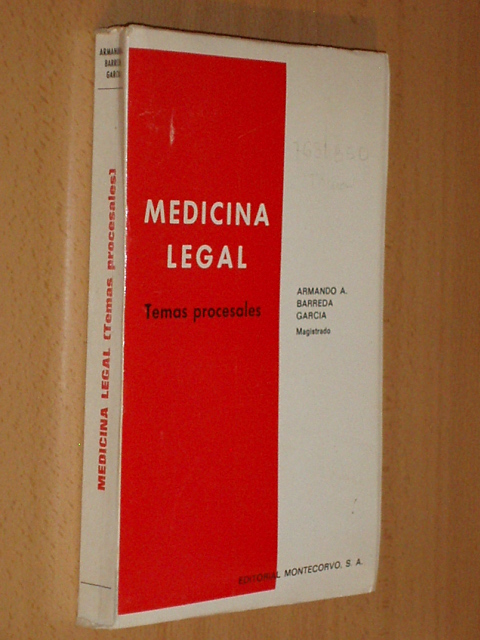 ARMANDO
BARREDA
GARCIA
MEDICINA LEGAL (Temas procesales)
MEDICINA
LEGAL
Temas procesales
ARMANDO A.
BARREDA
GARCIA
Magistrado
EDITORIAL MONTECORVO, S. A.